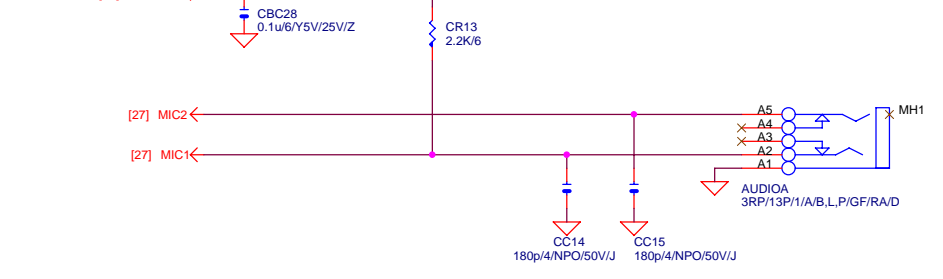 CBC28
0.1u/6/Y5V/25V/Z
CR13
2.2K/6
[27] MIC2
A5
MH1
A4
A3
[27] MIC1
A2
A1
AUDIOA
3RP/13P/1/A/B,L,P/GF/RA/D
CC14
180p/4/NPO/50V/J
CC15
180p/4/NPO/50V/J